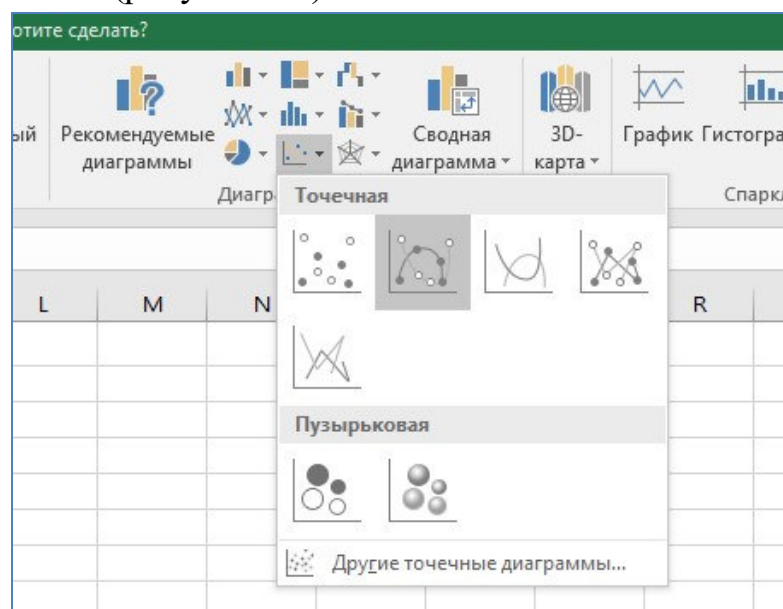 отите сделать?
ый Рекомендуемые диаграммы
Сводная диаграмма
3D-карта
График Гистогра
Диагр
Спаркл
Точечная
L M N R
Пузырьковая
Другие точечные диаграммы...